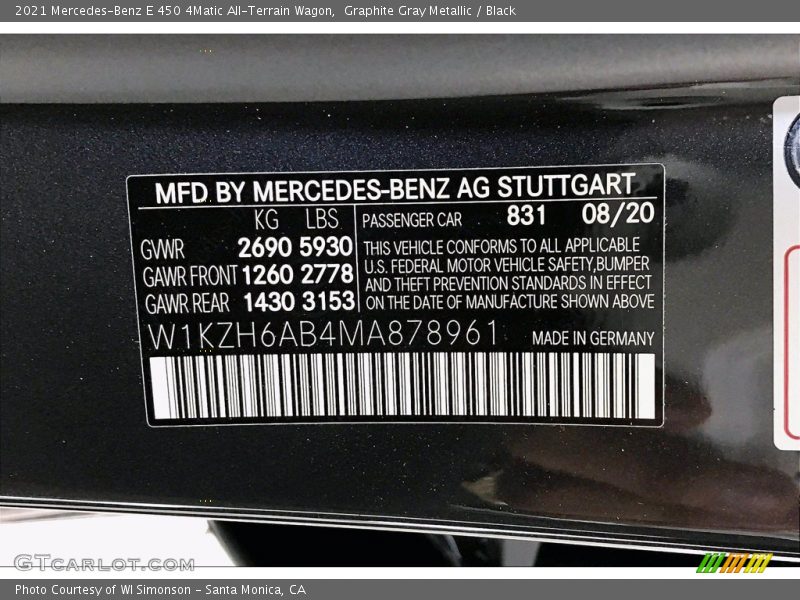 2021 Mercedes-Benz E 450 4Matic All-Terrain Wagon,  Graphite Gray Metallic / Black
MFD. BY MERCEDES-BENZ AG STUTTGART
KG LBS PASSENGER CAR 831 08/20
GVWR 2690 5930
GAWR FRONT 1260 2778
GAWR REAR 1430 3153
THIS VEHICLE CONFORMS TO ALL APPLICABLE
U.S. FEDERAL MOTOR VEHICLE SAFETY,BUMPER
AND THEFT PREVENTION STANDARDS IN EFFECT
ON THE DATE OF MANUFACTURE SHOWN ABOVE
W1KZH6AB4MA878961 MADE IN GERMANY
GTCARLOT.COM
Photo Courtesy of WI Simonson - Santa Monica, CA